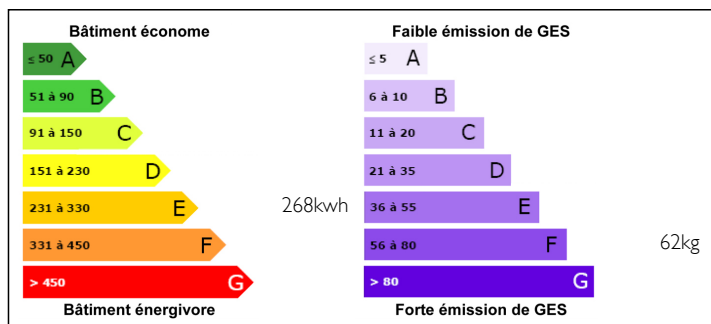 Bâtiment économe
≤ 50 A
51 à 90 B
91 à 150 C
151 à 230 D
231 à 330 E
268kwh
331 à 450 F
> 450 G
Bâtiment énergivore
Faible émission de GES
≤ 5 A
6 à 10 B
11 à 20 C
21 à 35 D
36 à 55 E
56 à 80 F
62kg
> 80 G
Forte émission de GES